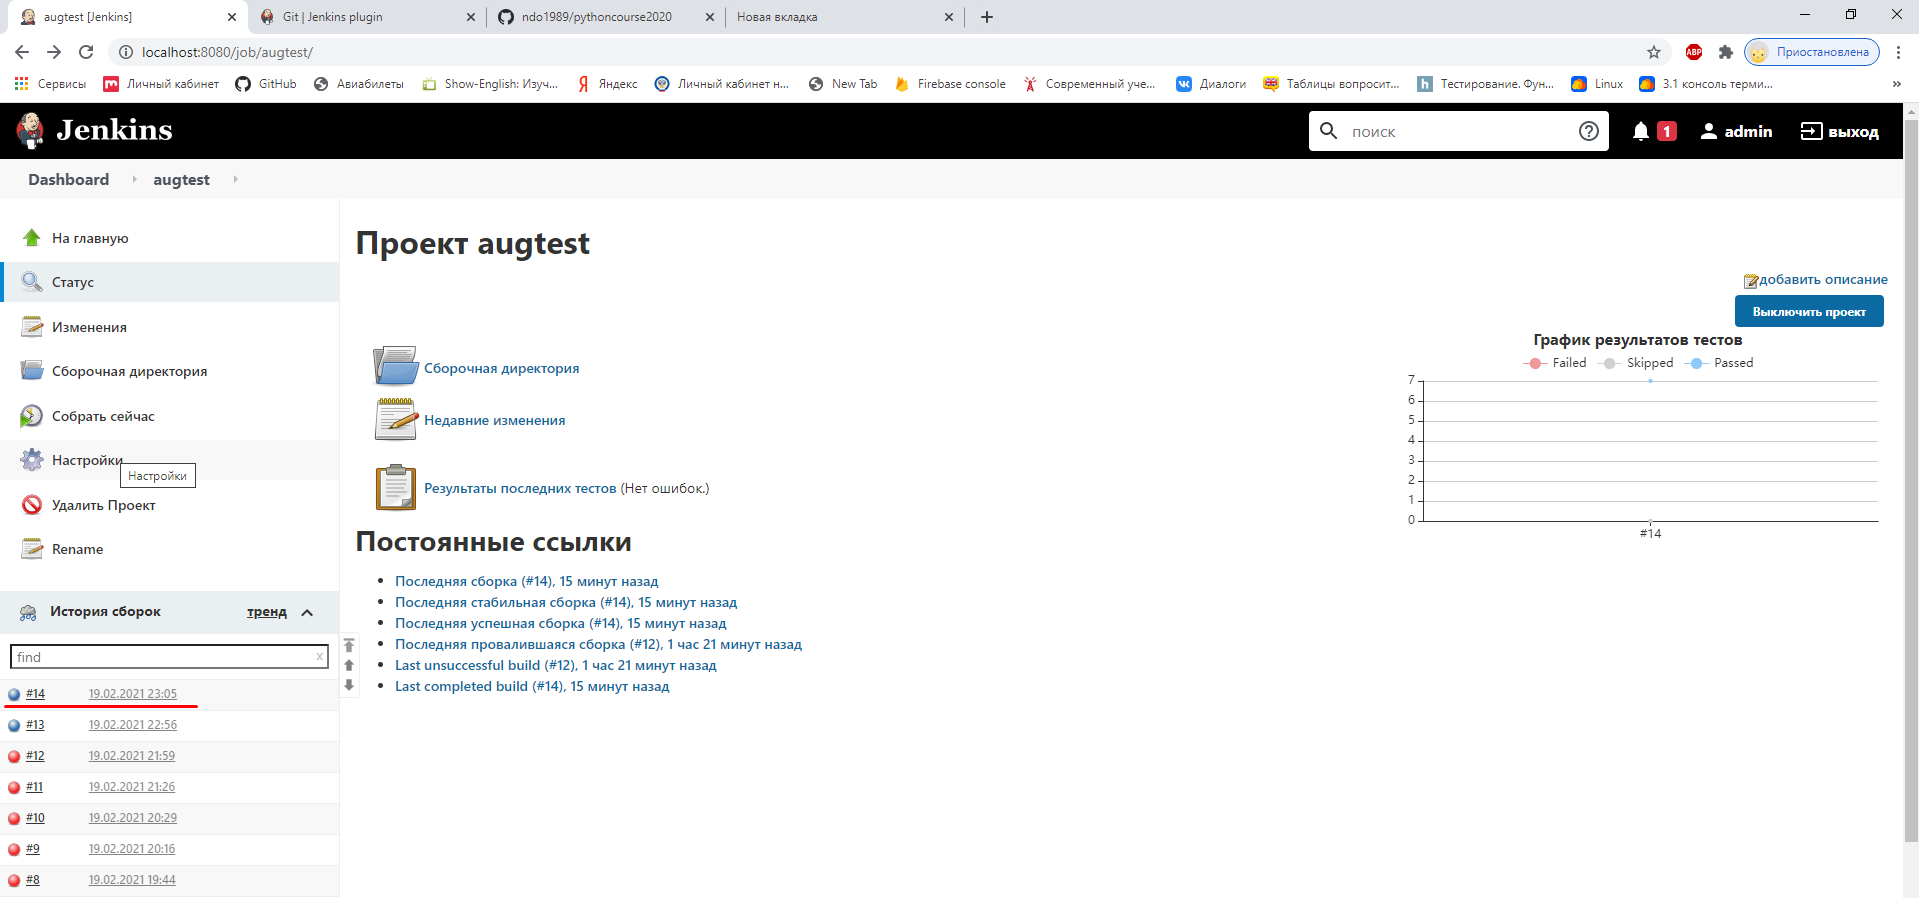 augtest [Jenkins]
Git | Jenkins plugin
ndo1989/pythoncourse2020
Новая вкладка
localhost:8080/job/augtest/
ABP
Приостановлена
Сервисы
Личный кабинет
GitHub
Авиабилеты
Show-English: Изуч...
Яндекс
Личный кабинет н...
New Tab
Firebase console
Современный уче...
Диалоги
Таблицы вопросит...
Тестирование. Фун...
Linux
3.1 консоль терми...
»
Jenkins
поиск
1
admin
выход
Dashboard
augtest
На главную
Статус
Изменения
Сборочная директория
Собрать сейчас
Настройки
Настройки
Удалить Проект
Rename
История сборок
тренд
find
x
#14 19.02.2021 23:05
#13 19.02.2021 22:56
#12 19.02.2021 21:59
#11 19.02.2021 21:26
#10 19.02.2021 20:29
#9 19.02.2021 20:16
#8 19.02.2021 19:44
Проект augtest
добавить описание
Выключить проект
Сборочная директория
Недавние изменения
Результаты последних тестов (Нет ошибок.)
График результатов тестов
Failed Skipped Passed
7
6
5
4
3
2
1
0
#14
Постоянные ссылки
Последняя сборка (#14), 15 минут назад
Последняя стабильная сборка (#14), 15 минут назад
Последняя успешная сборка (#14), 15 минут назад
Последняя провалившаяся сборка (#12), 1 час 21 минут назад
Last unsuccessful build (#12), 1 час 21 минут назад
Last completed build (#14), 15 минут назад